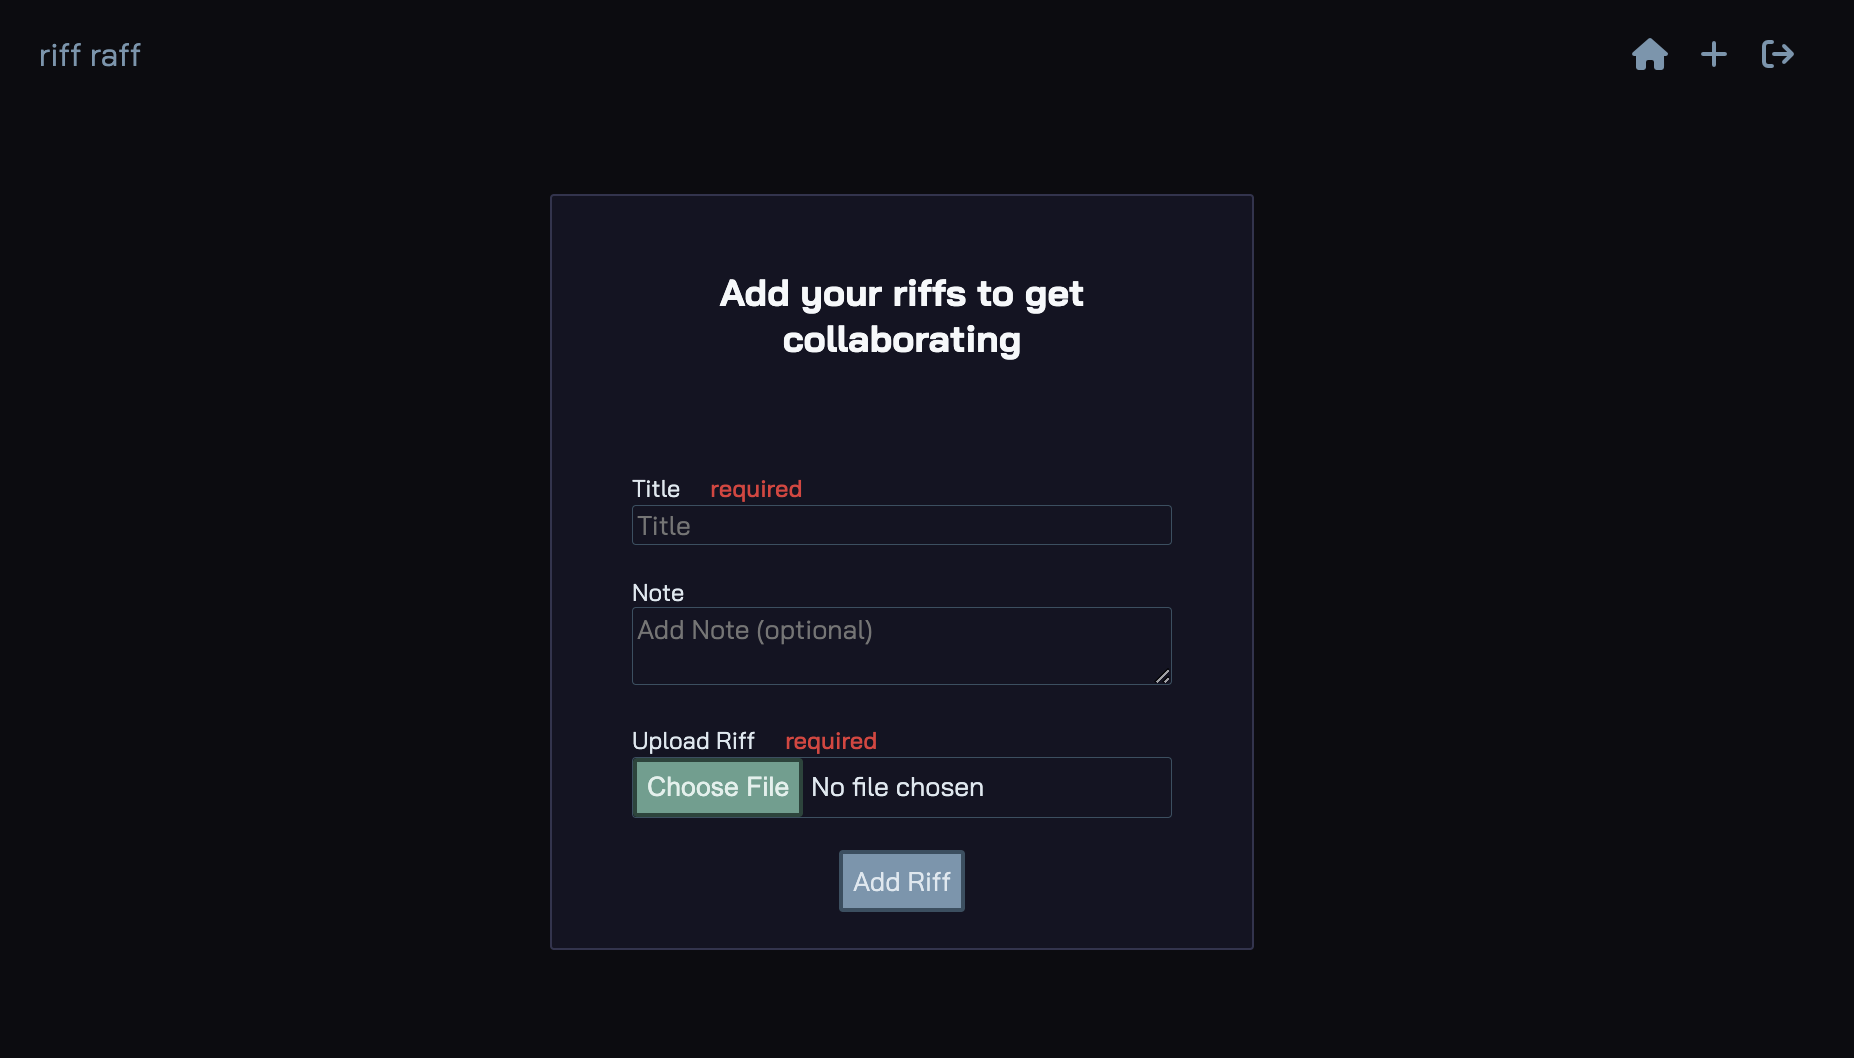 riff raff
Add your riffs to get
collaborating
Title required
Title
Note
Add Note (optional)
Upload Riff required
Choose File No file chosen
Add Riff